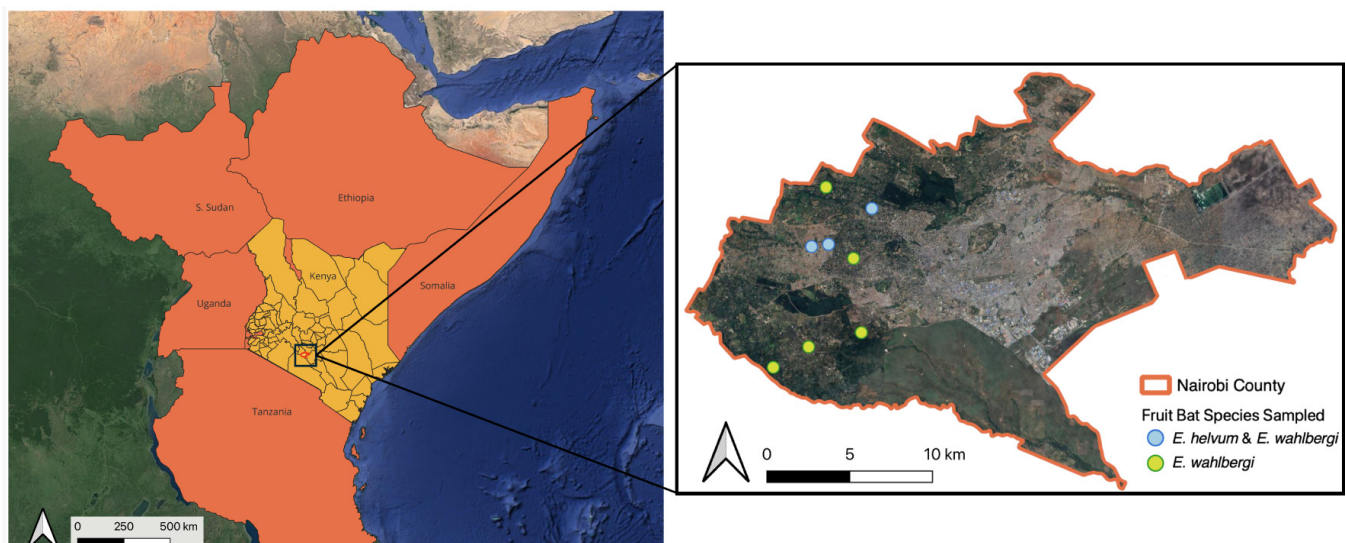 S. Sudan
Ethiopia
Kenya
Somalia
Uganda
Tanzania
0 250 500 km
Nairobi County
Fruit Bat Species Sampled
E. helvum & E. wahlbergi
E. wahlbergi
0 5 10 km